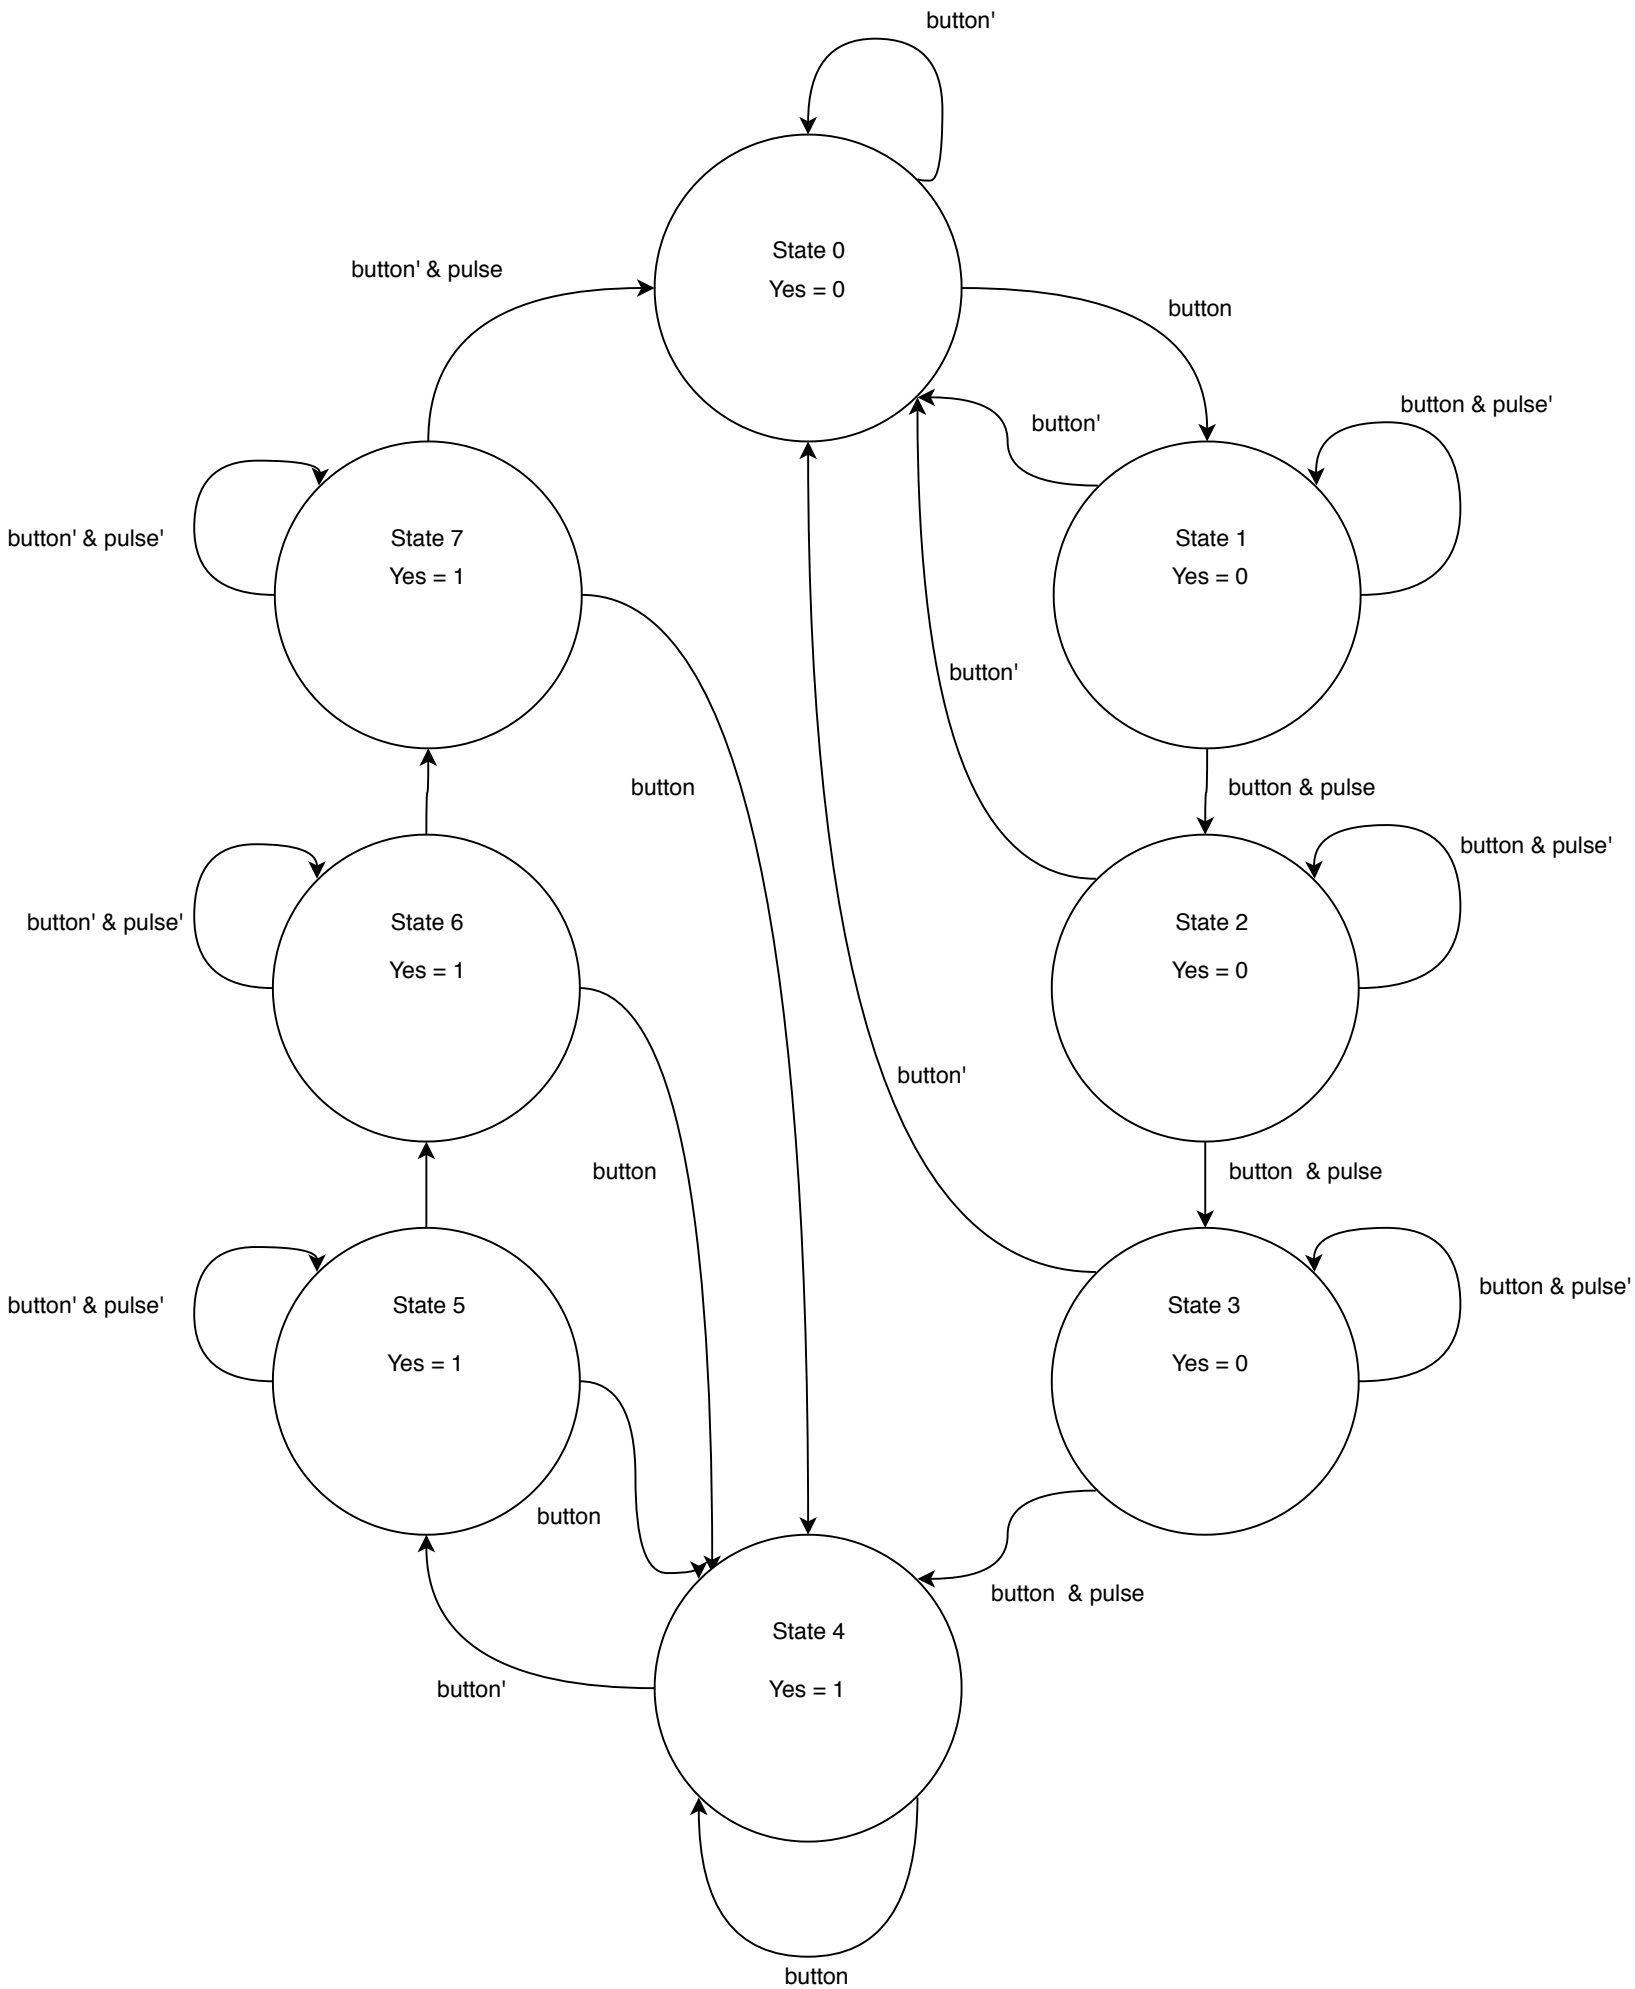 button'
State 0
Yes = 0
button' & pulse
button
button & pulse'
button'
State 7
Yes = 1
button' & pulse'
State 1
Yes = 0
button'
button
button & pulse
button & pulse'
State 6
Yes = 1
button' & pulse'
State 2
Yes = 0
button'
button
button  & pulse
button & pulse'
State 5
Yes = 1
button' & pulse'
State 3
Yes = 0
button
button  & pulse
State 4
Yes = 1
button'
button